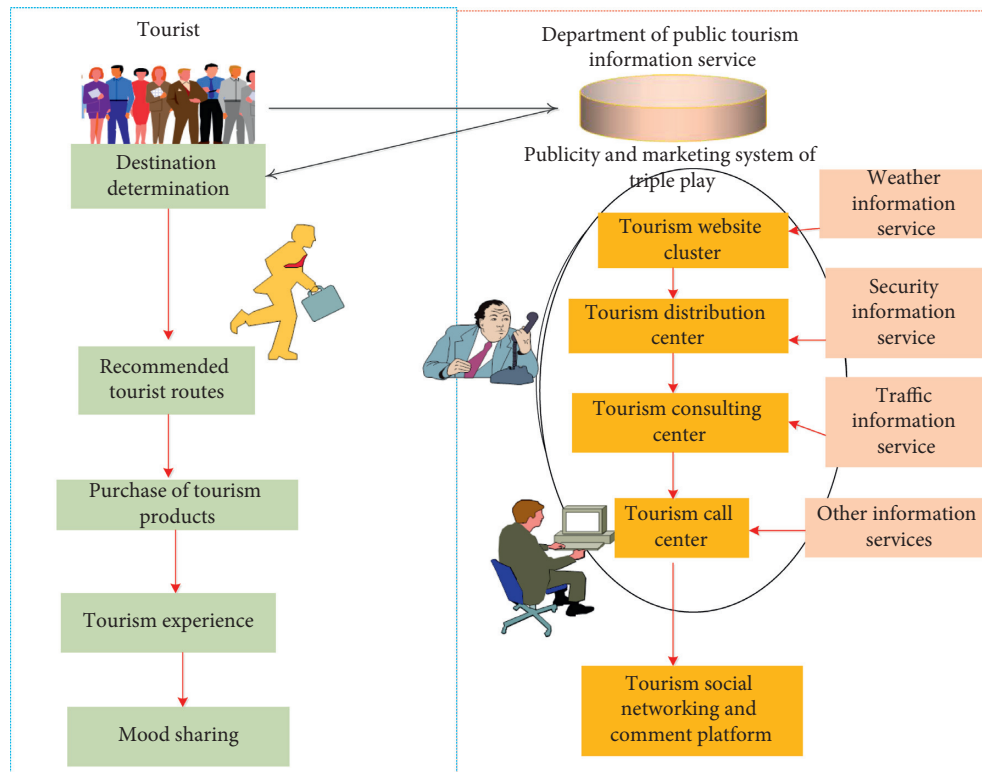 Tourist
Destination
determination
Recommended
tourist routes
Purchase of tourism
products
Tourism experience
Mood sharing
Department of public tourism
information service
Publicity and marketing system of
triple play
Tourism website
cluster
Tourism distribution
center
Tourism consulting
center
Tourism call
center
Tourism social
networking and
comment platform
Weather
information
service
Security
information
service
Traffic
information
service
Other information
services